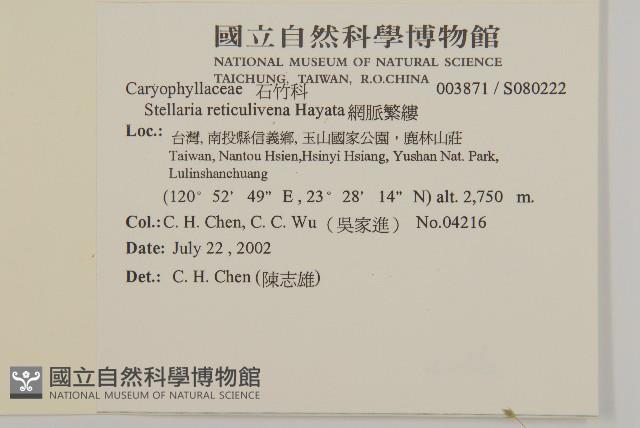 國立自然科學博物館
NATIONAL MUSEUM OF NATURAL SCIENCE
TAICHUNG, TAIWAN, R.O.CHINA
Caryophyllaceae 石竹科 003871 / S080222
Stellaria reticulivena Hayata 網脈繁縷
Loc.: 台灣, 南投縣信義鄉, 玉山國家公園，鹿林山莊
Taiwan, Nantou Hsien,Hsinyi Hsiang, Yushan Nat. Park,
Lulinshanchuang
(120° 52' 49" E , 23° 28' 14" N) alt. 2,750 m.
Col.: C. H. Chen, C. C. Wu (吳家進) No.04216
Date: July 22 , 2002
Det.: C. H. Chen (陳志雄)
國立自然科學博物館
NATIONAL MUSEUM OF NATURAL SCIENCE